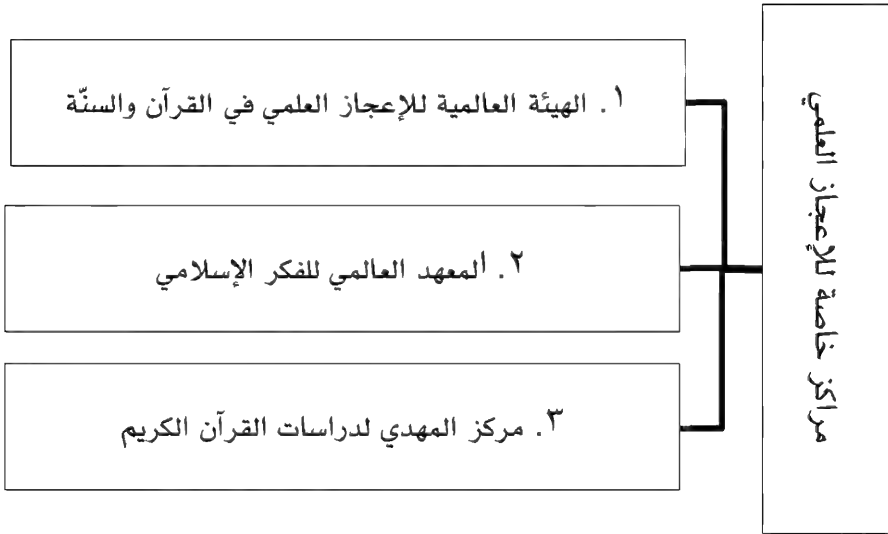 مراكز خاصة للإعجاز العلمي
١. الهيئة العالمية للإعجاز العلمي في القرآن والسنّة
٢. ألمعهد العالمي للفكر الإسلامي
٣. مركز المهدي لدراسات القرآن الكريم